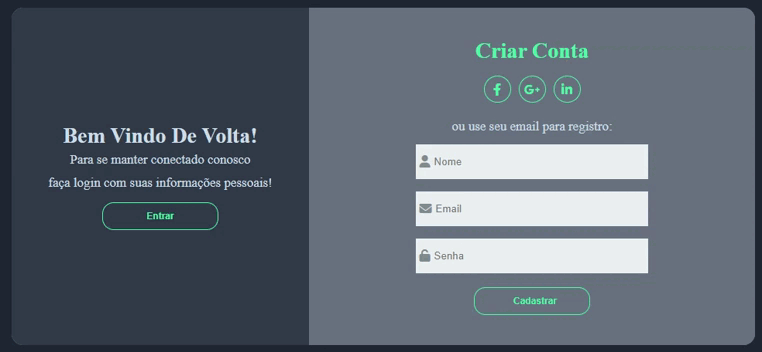 Bem Vindo De Volta!
Para se manter conectado conosco
faça login com suas informações pessoais!
Entrar
Criar Conta
f
G+
in
ou use seu email para registro:
Nome
Email
Senha
Cadastrar